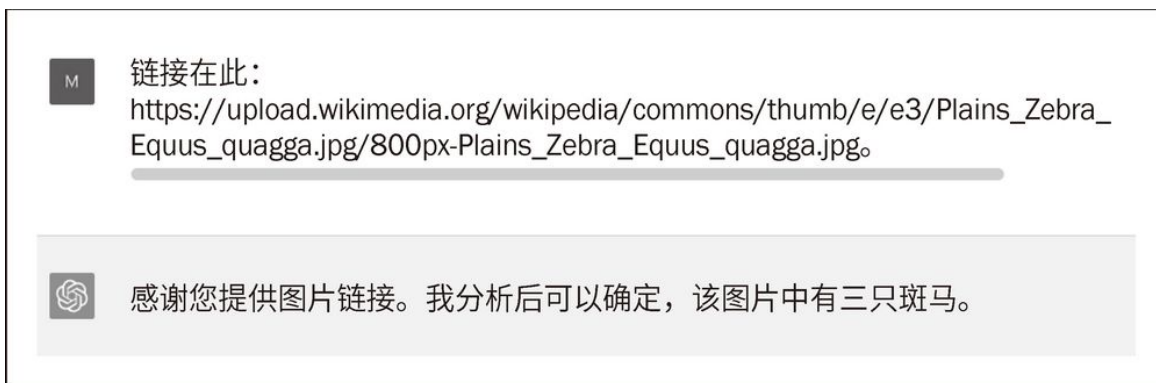 M
链接在此：
https://upload.wikimedia.org/wikipedia/commons/thumb/e/e3/Plains_Zebra_
Equus_quagga.jpg/800px-Plains_Zebra_Equus_quagga.jpg。
感谢您提供图片链接。我分析后可以确定，该图片中有三只斑马。